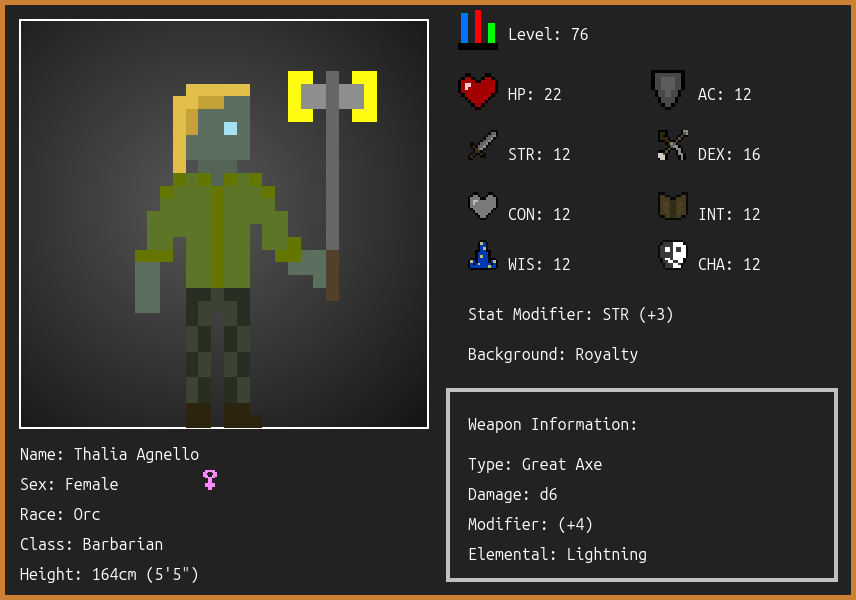 Level: 76
HP: 22
AC: 12
STR: 12
DEX: 16
CON: 12
INT: 12
WIS: 12
CHA: 12
Stat Modifier: STR (+3)
Background: Royalty
Weapon Information:
Type: Great Axe
Damage: d6
Modifier: (+4)
Elemental: Lightning
Name: Thalia Agnello
Sex: Female
Race: Orc
Class: Barbarian
Height: 164cm (5'5")